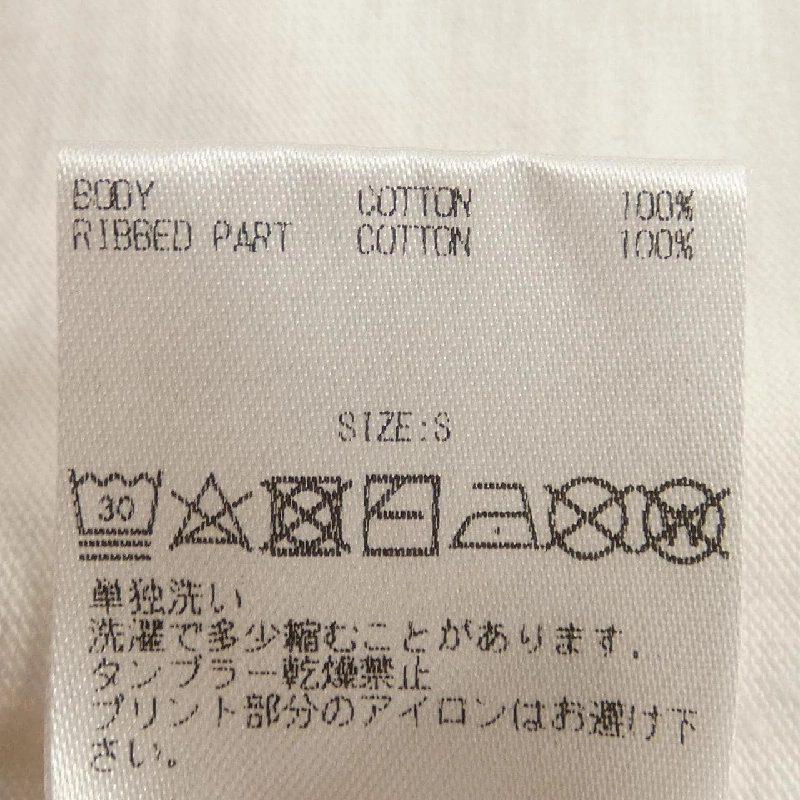 BODY COTTON 100%
RIBBED PART COTTON 100%
SIZE:S
30
W
単独洗い
洗濯で多少縮むことがあります.
タンブラー乾燥禁止
プリント部分のアイロンはお避け下
さい。